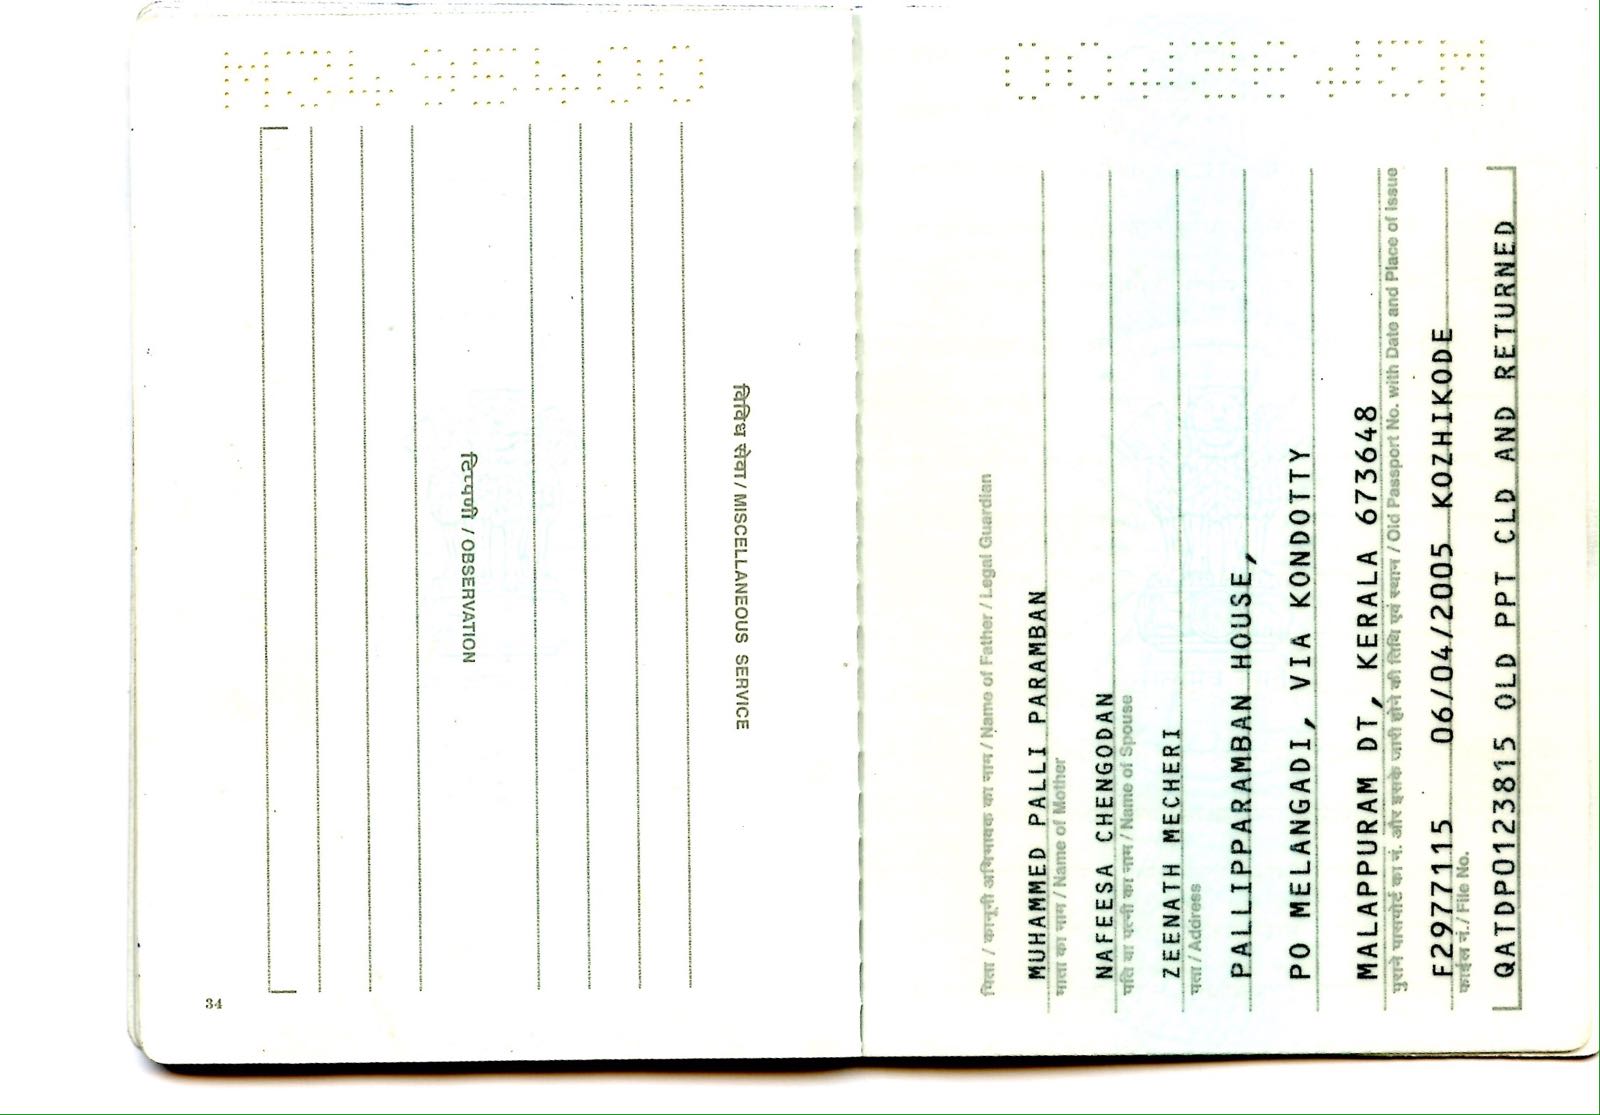 34
टिप्पणी / OBSERVATION
विविध सेवा / MISCELLANEOUS SERVICE
पिता / कानूनी अभिभावक का नाम / Name of Father / Legal Guardian
MUHAMMED PALLI PARAMBAN
माता का नाम / Name of Mother
NAFEESA CHENGODAN
पति या पत्नी का नाम / Name of Spouse
ZEENATH MECHERI
पता / Address
PALLIPPARAMBAN HOUSE,
PO MELANGADI, VIA KONDOTTY
MALAPPURAM DT, KERALA 673648
पुराने पासपोर्ट का नं. और इसके जारी होने की तिथि एवं स्थान / Old Passport No. with Date and Place of Issue
F2977115 06/04/2005 KOZHIKODE
फाईल नं./ File No.
QATDP0123815 OLD PPT CLD AND RETURNED